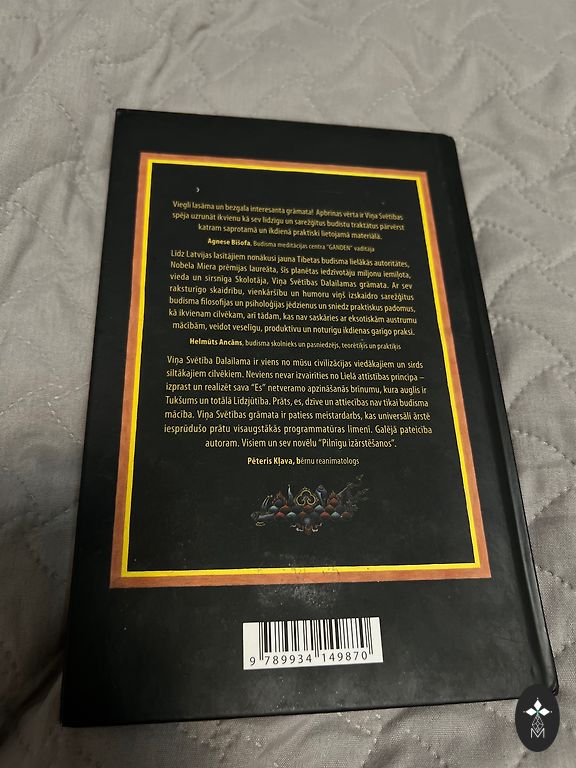 Viegli lasāma un bezgala interesanta grāmata! Apbrīnas vērta ir Viņa Svētības
spēja uzrunāt ikvienu kā sev līdzīgu un sarežģītus budistu traktātus pārvērst
katram saprotamā un ikdienā praktiski lietojamā materiālā.
Agnese Bišofa, Budisma meditācijas centra "GANDEN" vadītāja
Līdz Latvijas lasītājiem nonākusi jauna Tibetas budisma lielākās autoritātes,
Nobela Miera prēmijas laureāta, šīs planētas iedzīvotāju miljonu iemīļota,
vieda un sirsnīga Skolotāja, Viņa Svētības Dalailamas grāmata. Ar sev
raksturīgo skaidrību, vienkāršību un humoru viņš izskaidro sarežģītus
budisma filosofijas un psiholoģijas jēdzienus un sniedz praktiskus padomus,
kā ikvienam cilvēkam, arī tādam, kas nav saskāries ar eksotiskām austrumu
mācībām, veidot veselīgu, produktīvu un noturīgu ikdienas garīgo praksi.
Helmūts Ancāns, budisma skolnieks un pasniedzējs, teorētiķis un praktiķis
Viņa Svētība Dalailama ir viens no mūsu civilizācijas viedākajiem un sirds
siltākajiem cilvēkiem. Neviens nevar izvairīties no Lielā attīstības principa –
izprast un realizēt sava "Es" netveramo apzināšanās brīnumu, kura auglis ir
Tukšums un totālā Līdzjūtība. Prāts, es, dzīve un attiecības nav tikai budisma
mācība. Viņa Svētības grāmata ir patiess meistardarbs, kas universāli ārstē
iesprūdušo prātu visaugstākās programmatūras līmenī. Galējā pateicība
autoram. Visiem un sev novēlu "Pilnīgu izārstēšanos".
Pēteris Kļava, bērnu reanimatologs
9 789934 149870
M